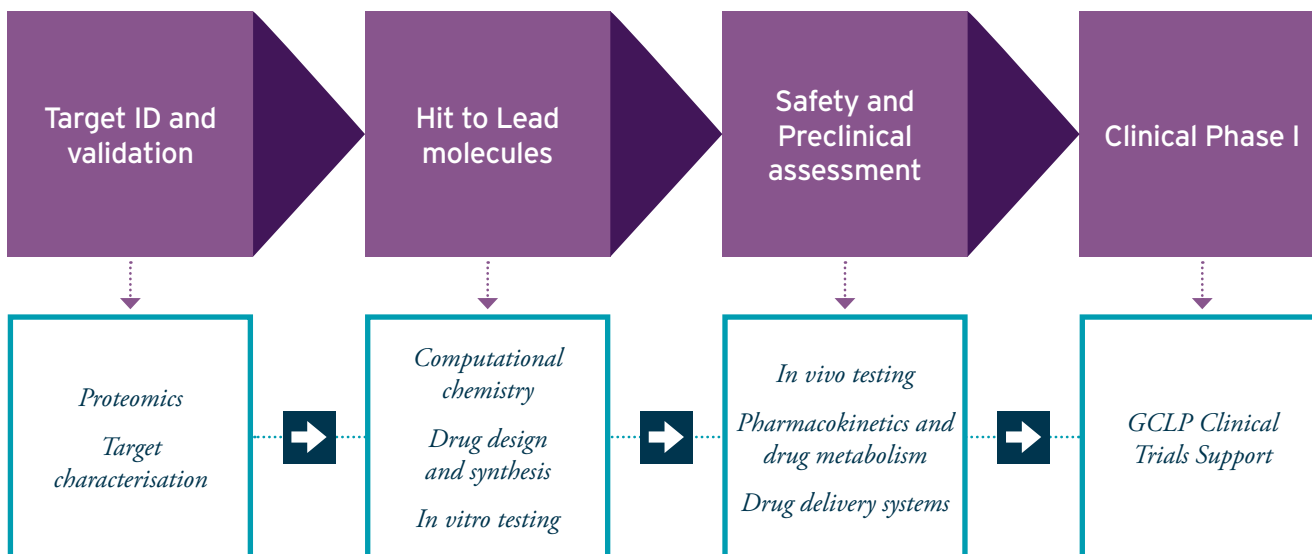 Target ID and
validation
Hit to Lead
molecules
Safety and
Preclinical
assessment
Clinical Phase I
Proteomics
Target
characterisation
Computational
chemistry
Drug design
and synthesis
In vitro testing
In vivo testing
Pharmacokinetics and
drug metabolism
Drug delivery systems
GCLP Clinical
Trials Support